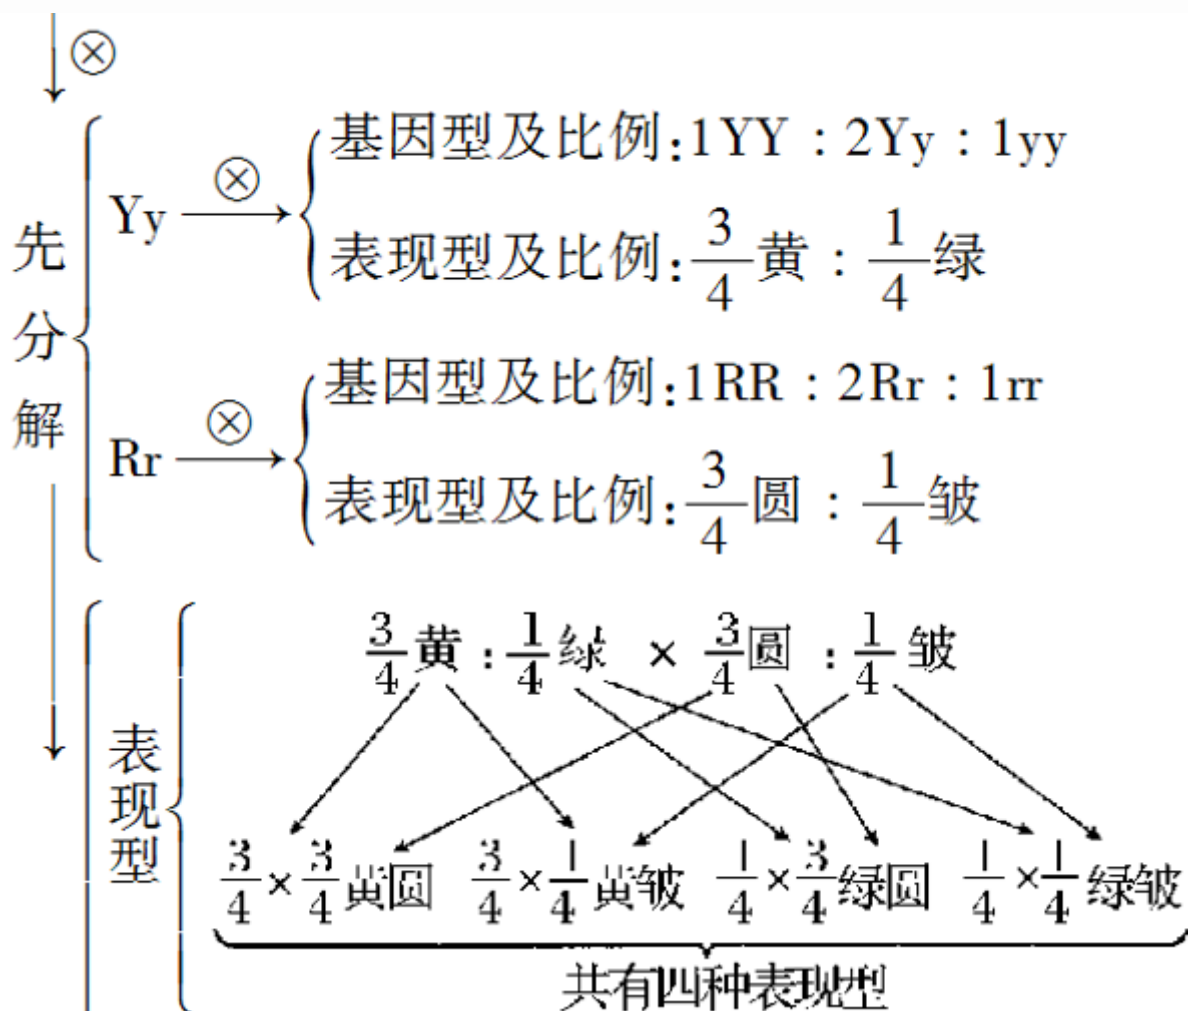 ⊗
先分解
Yy ⊗ 基因型及比例:1YY : 2Yy : 1yy
表现型及比例:3/4黄 : 1/4绿
Rr ⊗ 基因型及比例:1RR : 2Rr : 1rr
表现型及比例:3/4圆 : 1/4皱
表现型
3/4黄 : 1/4绿 × 3/4圆 : 1/4皱
3/4×3/4黄圆 3/4×1/4黄皱 1/4×3/4绿圆 1/4×1/4绿皱
共有四种表现型